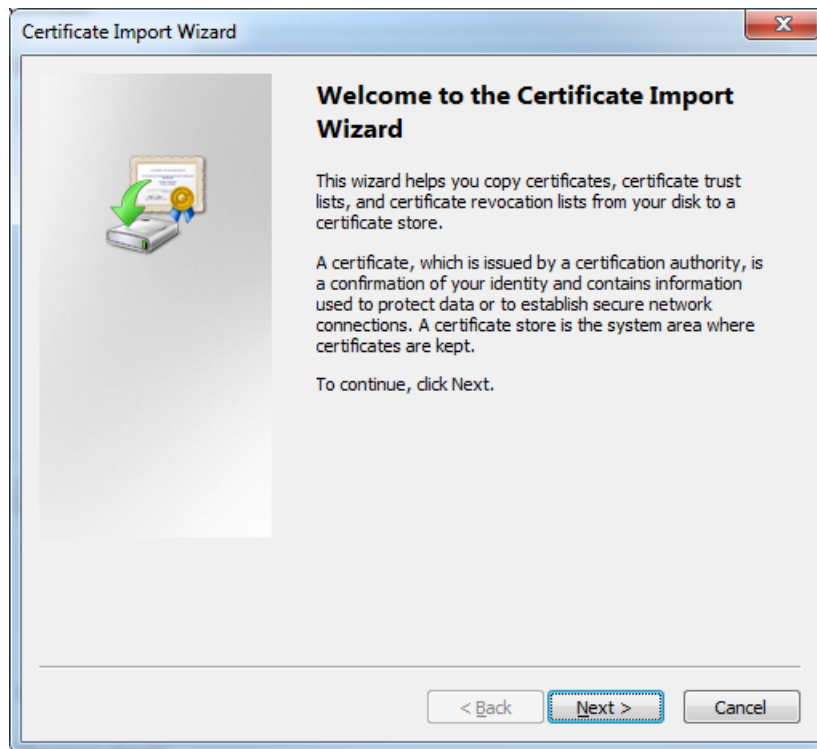 Certificate Import Wizard
Welcome to the Certificate Import
Wizard
This wizard helps you copy certificates, certificate trust
lists, and certificate revocation lists from your disk to a
certificate store.
A certificate, which is issued by a certification authority, is
a confirmation of your identity and contains information
used to protect data or to establish secure network
connections. A certificate store is the system area where
certificates are kept.
To continue, click Next.
< Back
Next >
Cancel